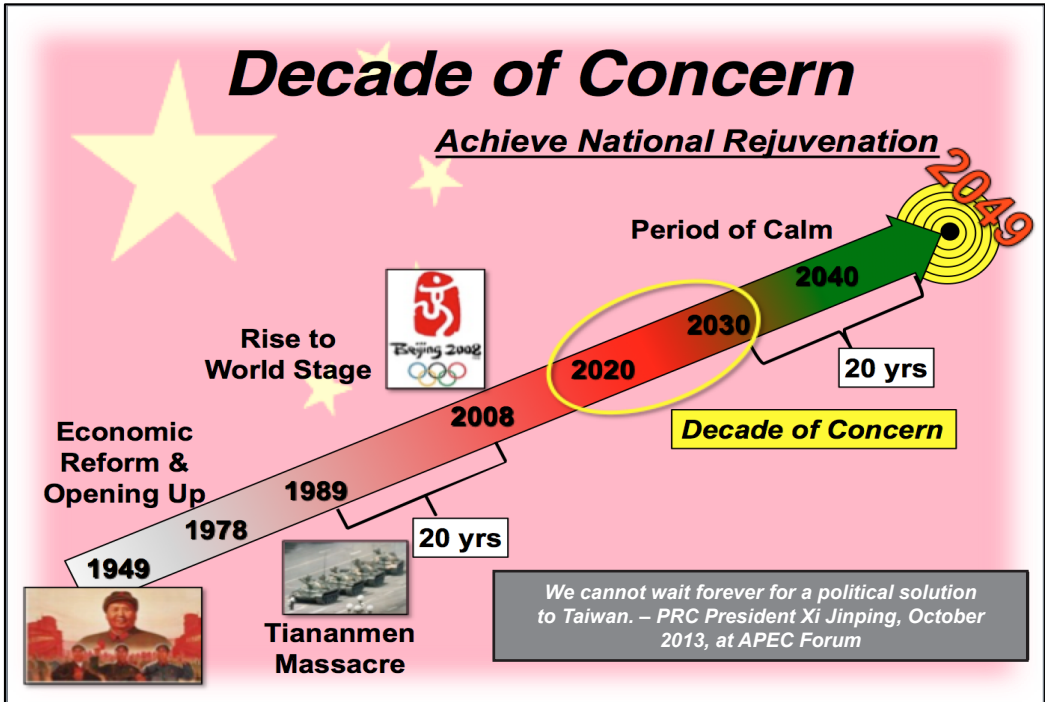 Decade of Concern
Achieve National Rejuvenation
2049
Period of Calm
2040
2030
20 yrs
2020
Decade of Concern
Rise to
World Stage
Beijing 2008
2008
Economic
Reform &
Opening Up
1989
1978
20 yrs
1949
Tiananmen
Massacre
We cannot wait forever for a political solution
to Taiwan. – PRC President Xi Jinping, October
2013, at APEC Forum